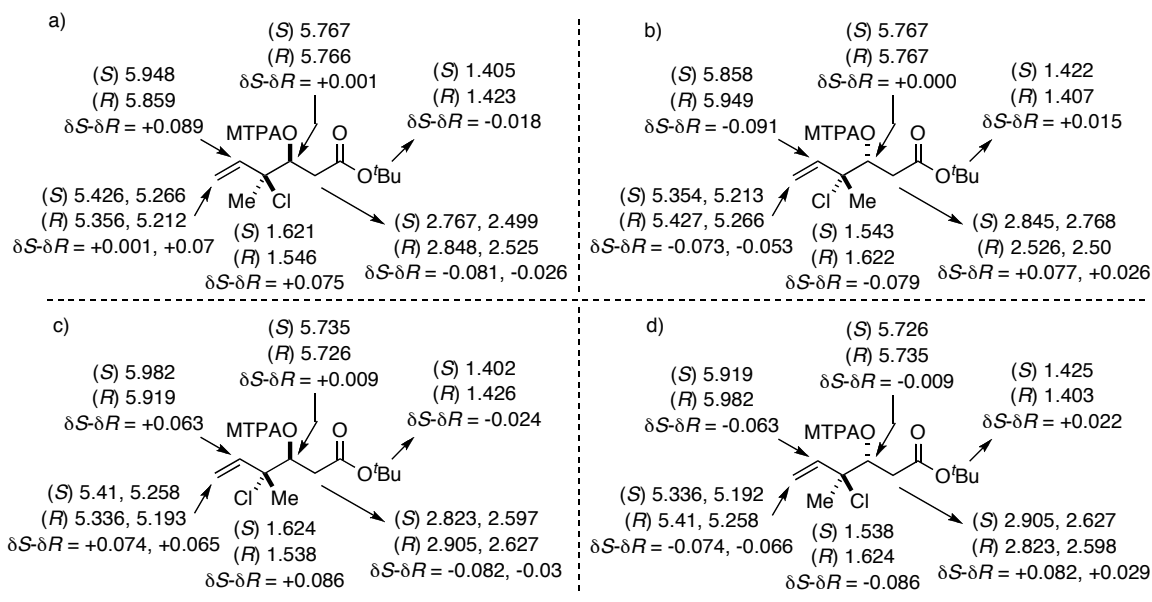 a)
(S) 5.767
(R) 5.766
δS-δR = +0.001
(S) 5.948
(R) 5.859
δS-δR = +0.089
(S) 1.405
(R) 1.423
δS-δR = -0.018
MTPAO
O
OᵗBu
Me
Cl
(S) 5.426, 5.266
(R) 5.356, 5.212
δS-δR = +0.001, +0.07
(S) 1.621
(R) 1.546
δS-δR = +0.075
(S) 2.767, 2.499
(R) 2.848, 2.525
δS-δR = -0.081, -0.026
b)
(S) 5.767
(R) 5.767
δS-δR = +0.000
(S) 5.858
(R) 5.949
δS-δR = -0.091
(S) 1.422
(R) 1.407
δS-δR = +0.015
MTPAO
O
OᵗBu
Cl
Me
(S) 5.354, 5.213
(R) 5.427, 5.266
δS-δR = -0.073, -0.053
(S) 1.543
(R) 1.622
δS-δR = -0.079
(S) 2.845, 2.768
(R) 2.526, 2.50
δS-δR = +0.077, +0.026
c)
(S) 5.735
(R) 5.726
δS-δR = +0.009
(S) 5.982
(R) 5.919
δS-δR = +0.063
(S) 1.402
(R) 1.426
δS-δR = -0.024
MTPAO
O
OᵗBu
Cl
Me
(S) 5.41, 5.258
(R) 5.336, 5.193
δS-δR = +0.074, +0.065
(S) 1.624
(R) 1.538
δS-δR = +0.086
(S) 2.823, 2.597
(R) 2.905, 2.627
δS-δR = -0.082, -0.03
d)
(S) 5.726
(R) 5.735
δS-δR = -0.009
(S) 5.919
(R) 5.982
δS-δR = -0.063
(S) 1.425
(R) 1.403
δS-δR = +0.022
MTPAO
O
OᵗBu
Me
Cl
(S) 5.336, 5.192
(R) 5.41, 5.258
δS-δR = -0.074, -0.066
(S) 1.538
(R) 1.624
δS-δR = -0.086
(S) 2.905, 2.627
(R) 2.823, 2.598
δS-δR = +0.082, +0.029